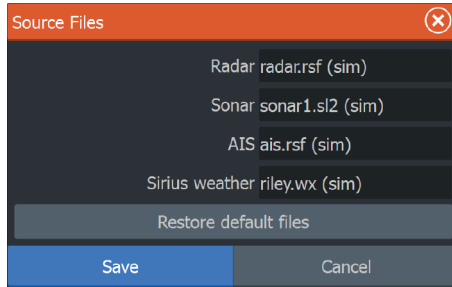 Source Files
Radar radar.rsf (sim)
Sonar sonar1.sl2 (sim)
AIS ais.rsf (sim)
Sirius weather riley.wx (sim)
Restore default files
Save Cancel